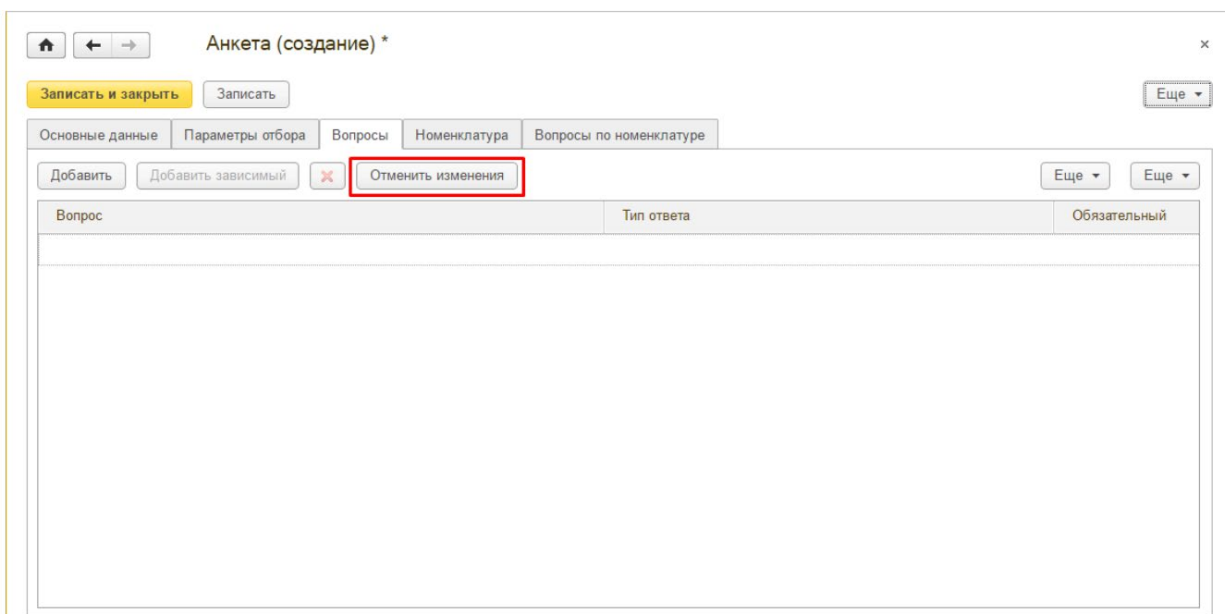 Анкета (создание) *
Записать и закрыть Записать Еще
Основные данные Параметры отбора Вопросы Номенклатура Вопросы по номенклатуре
Добавить Добавить зависимый Отменить изменения Еще Еще
Вопрос Тип ответа Обязательный